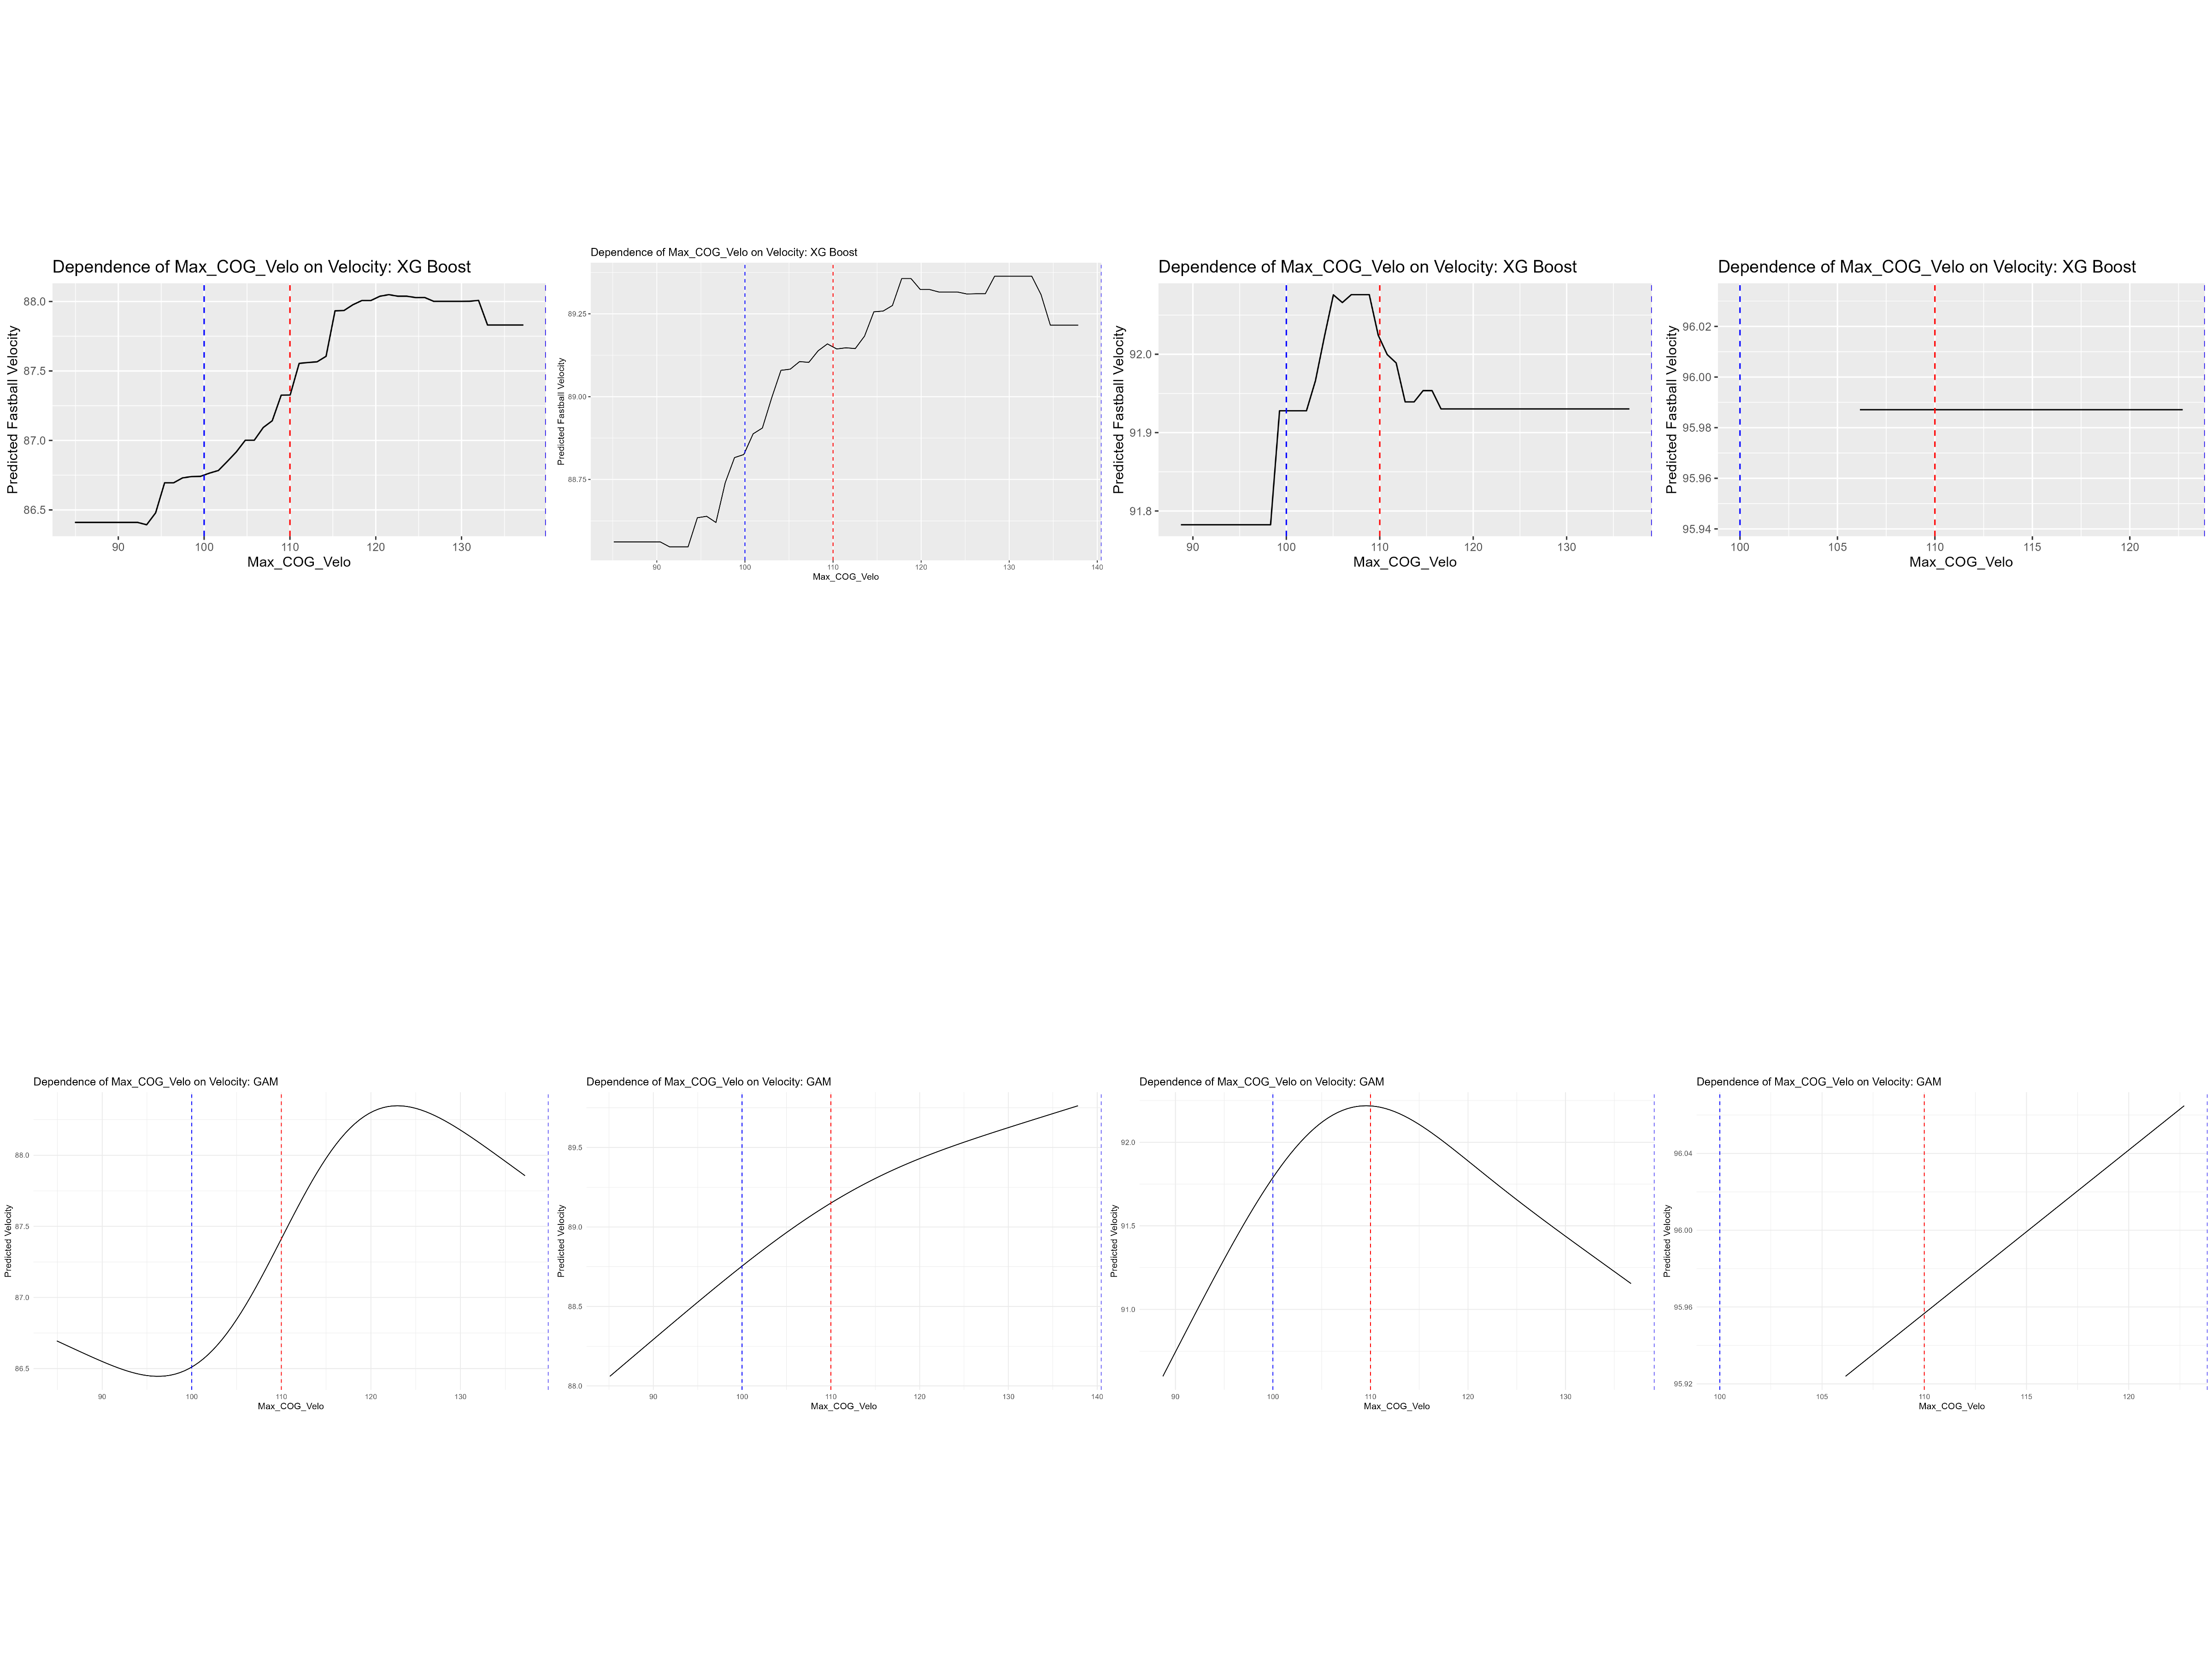 Dependence of Max_COG_Velo on Velocity: XG Boost
Predicted Fastball Velocity
88.0
87.5
87.0
86.5
90 100 110 120 130
Max_COG_Velo
Dependence of Max_COG_Velo on Velocity: XG Boost
Predicted Fastball Velocity
89.25
89.00
88.75
90 100 110 120 130 140
Max_COG_Velo
Dependence of Max_COG_Velo on Velocity: XG Boost
Predicted Fastball Velocity
92.0
91.9
91.8
90 100 110 120 130
Max_COG_Velo
Dependence of Max_COG_Velo on Velocity: XG Boost
Predicted Fastball Velocity
96.02
96.00
95.98
95.96
95.94
100 105 110 115 120
Max_COG_Velo
Dependence of Max_COG_Velo on Velocity: GAM
Predicted Velocity
88.0
87.5
87.0
86.5
90 100 110 120 130
Max_COG_Velo
Dependence of Max_COG_Velo on Velocity: GAM
Predicted Velocity
89.5
89.0
88.5
88.0
90 100 110 120 130 140
Max_COG_Velo
Dependence of Max_COG_Velo on Velocity: GAM
Predicted Velocity
92.0
91.5
91.0
90 100 110 120 130
Max_COG_Velo
Dependence of Max_COG_Velo on Velocity: GAM
Predicted Velocity
96.04
96.00
95.96
95.92
100 105 110 115 120
Max_COG_Velo